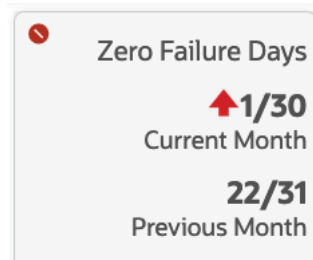 Zero Failure Days
1/30
Current Month
22/31
Previous Month